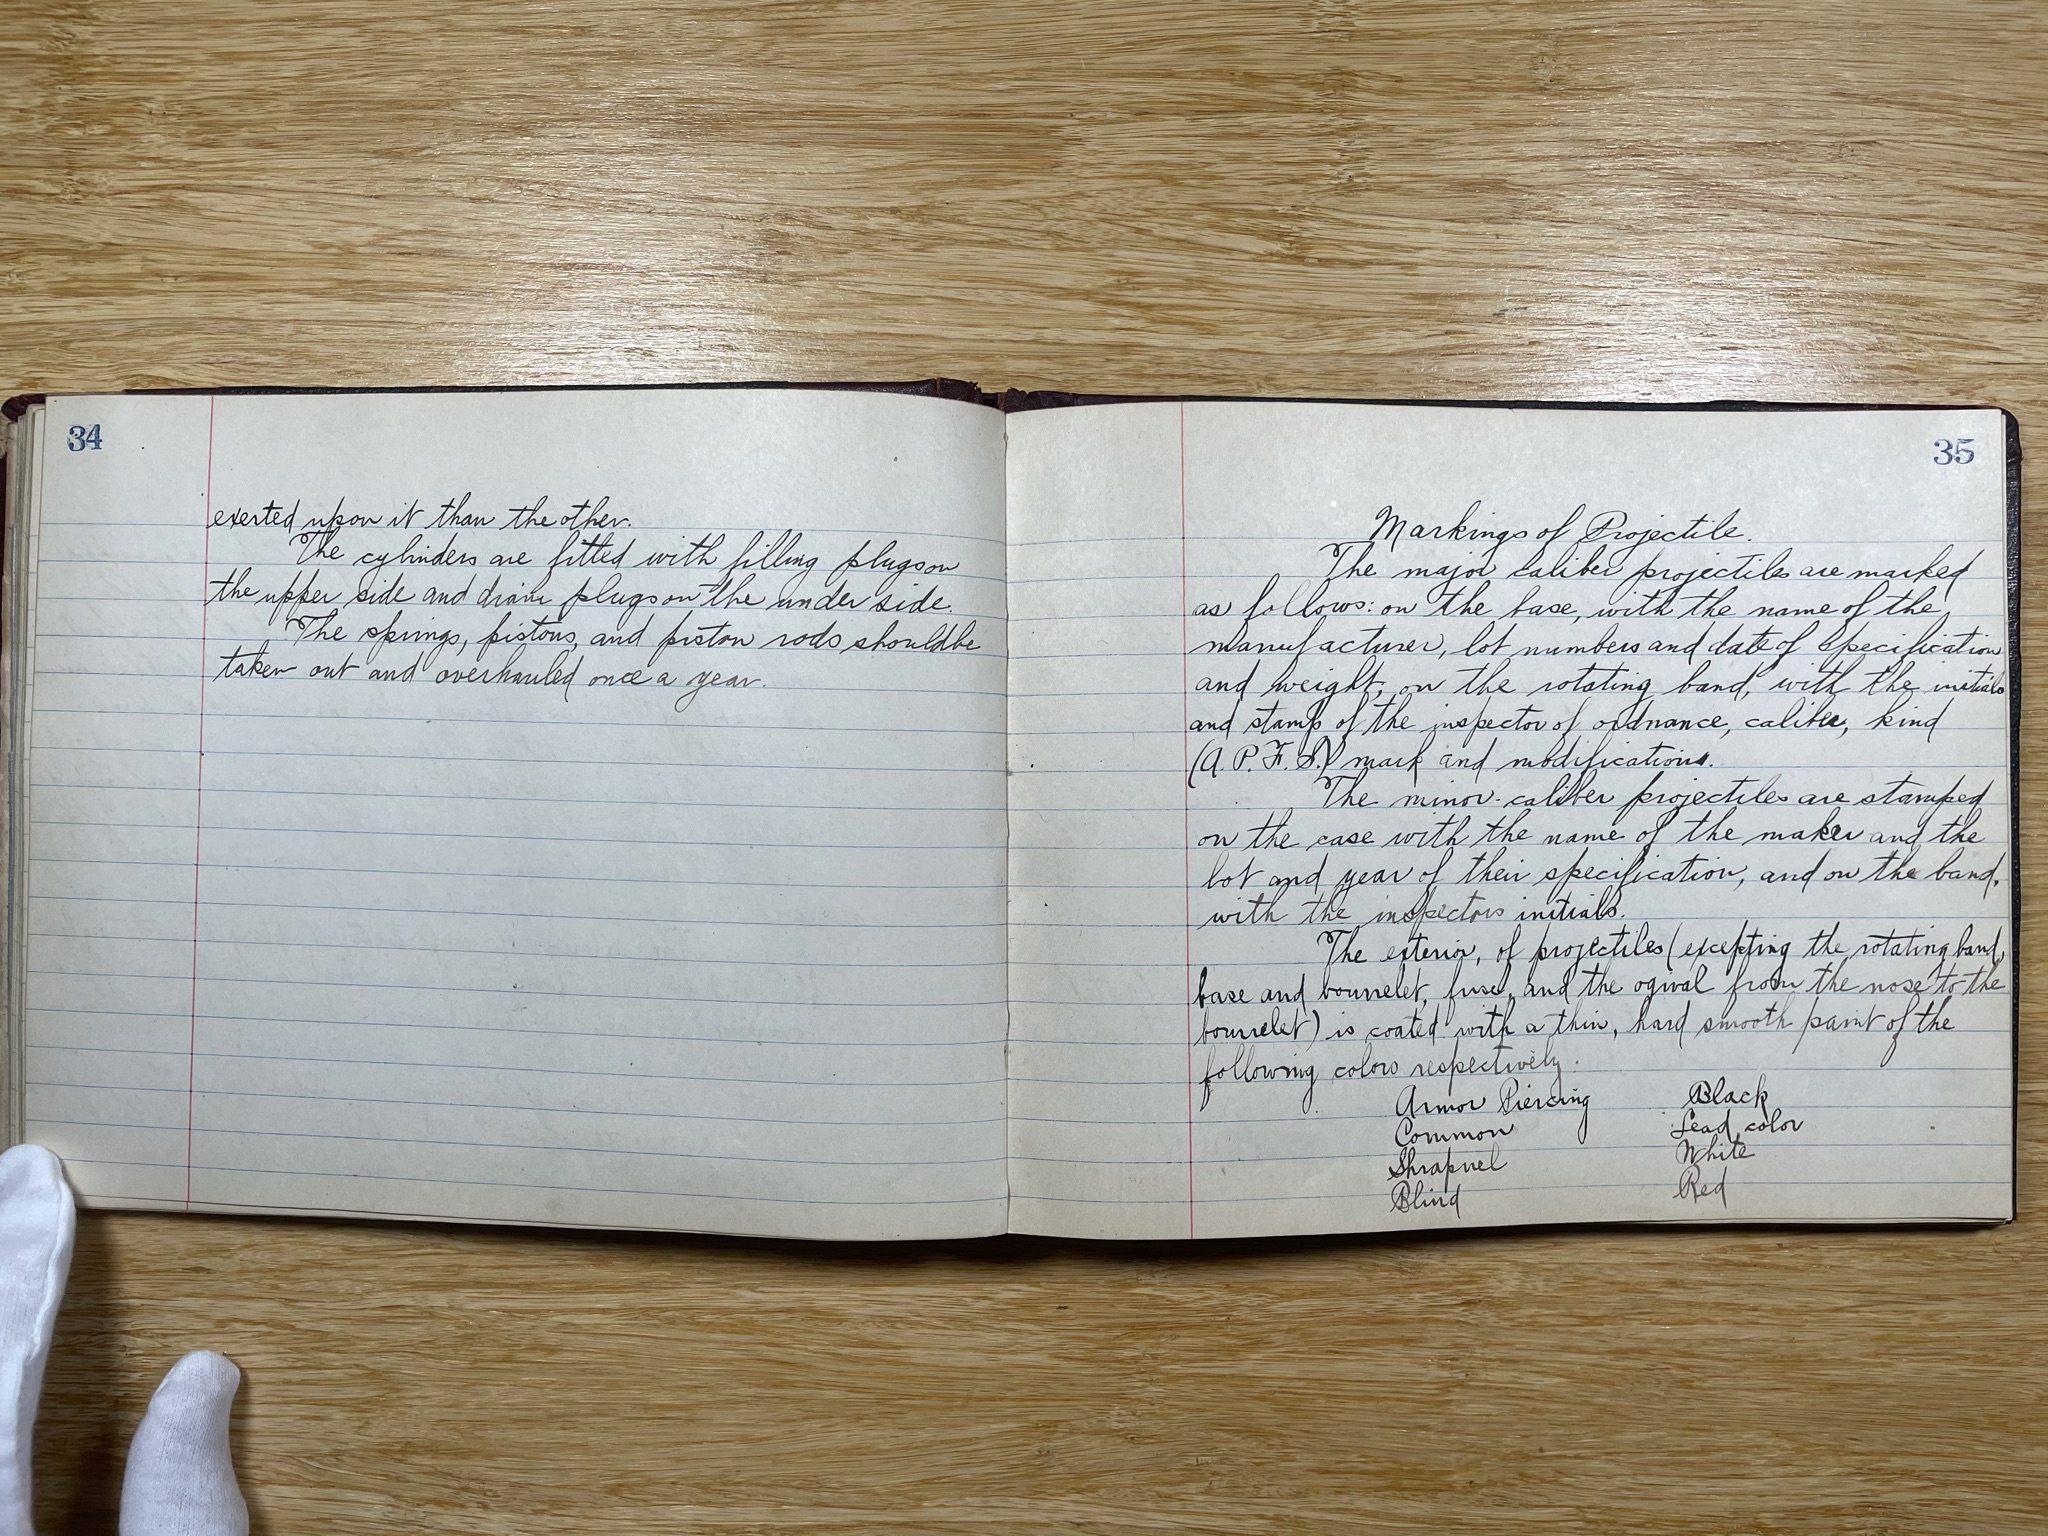 34
exerted upon it than the other.
The cylinders are fitted with filling plugs on
the upper side and drain plugs on the under side.
The springs, pistons, and piston rods should be
taken out and overhauled once a year.
35
Markings of Projectile.
The major caliber projectiles are marked
as follows: on the base, with the name of the
manufacturer, lot numbers and date of specification
and weight; on the rotating band, with the initials
and stamp of the inspector of ordnance, caliber, kind
(A. P. F. S.) mark and modifications.
The minor-caliber projectiles are stamped
on the case with the name of the maker and the
lot and year of their specification, and on the band,
with the inspectors initials.
The exterior, of projectiles (excepting the rotating band,
base and bourrelet, fuse, and the ogival from the nose to the
bourrelet) is coated with a thin, hard smooth paint of the
following colors respectively:
Armor Piercing Black
Common Lead color
Shrapnel White
Blind Red